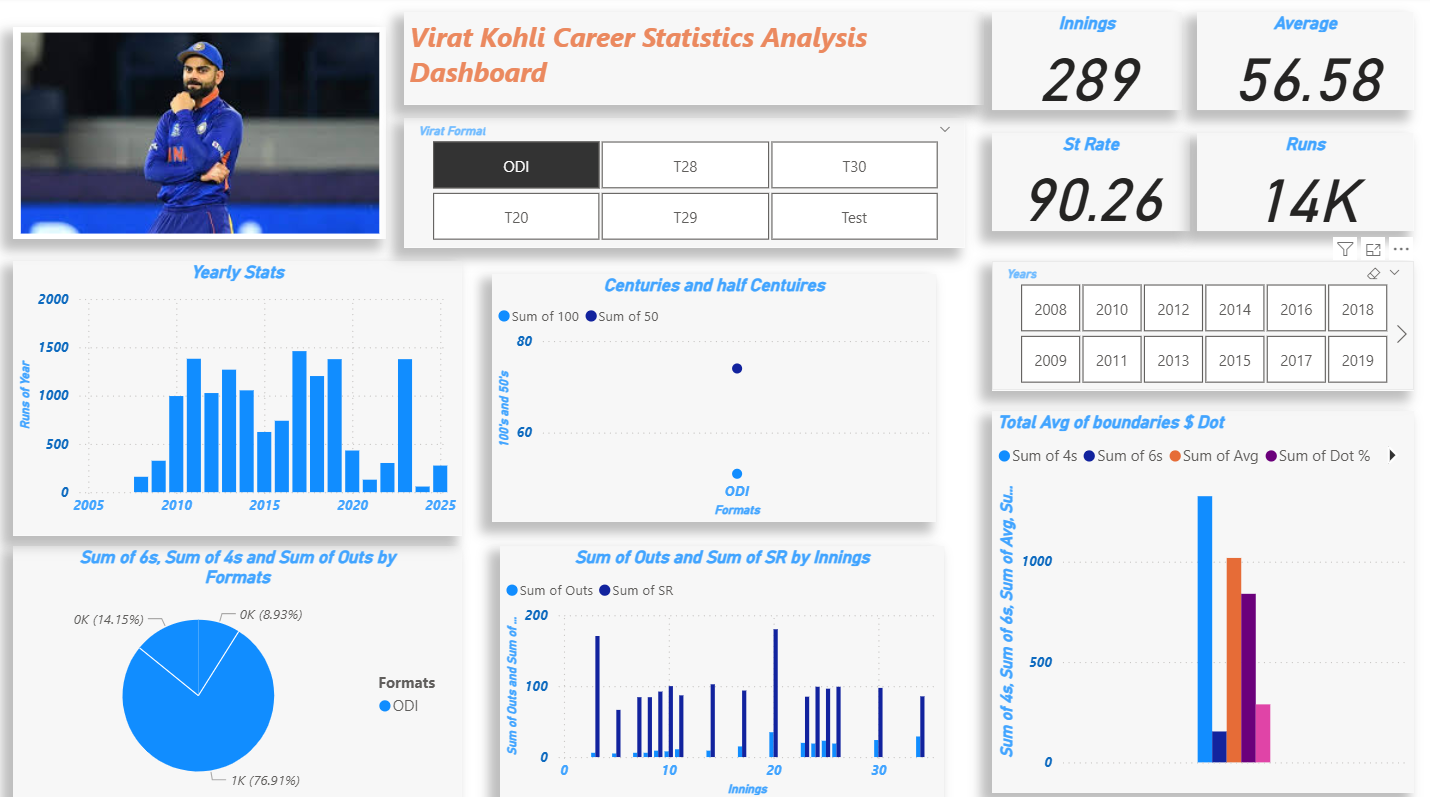 Virat Kohli Career Statistics Analysis
Dashboard
Innings
289
Average
56.58
St Rate
90.26
Runs
14K
Virat Format
ODI
T28
T30
T20
T29
Test
IN
Yearly Stats
Runs of Year
2000
1500
1000
500
0
2005
2010
2015
2020
2025
Centuries and half Centuires
Sum of 100
Sum of 50
100's and 50's
80
60
ODI
Formats
Years
2008
2010
2012
2014
2016
2018
2009
2011
2013
2015
2017
2019
Total Avg of boundaries $ Dot
Sum of 4s
Sum of 6s
Sum of Avg
Sum of Dot %
Sum of 4s, Sum of 6s, Sum of Avg, Su...
1000
500
0
Sum of 6s, Sum of 4s and Sum of Outs by
Formats
0K (14.15%)
0K (8.93%)
1K (76.91%)
Formats
ODI
Sum of Outs and Sum of SR by Innings
Sum of Outs
Sum of SR
Sum of Outs and Sum of ...
200
100
0
0
10
20
30
Innings